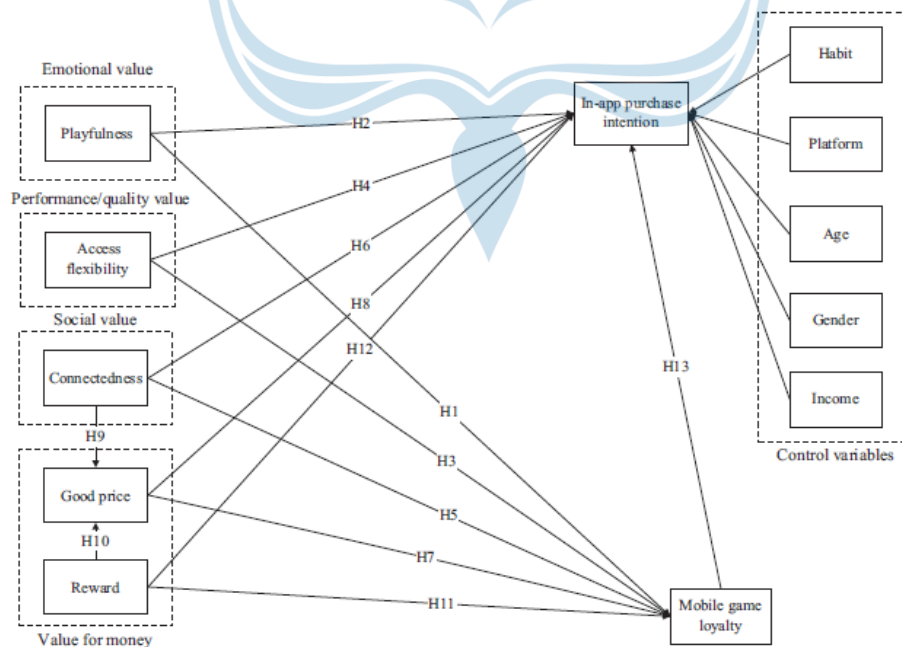 Emotional value
Playfulness
Performance/quality value
Access
flexibility
Social value
Connectedness
H9
Good price
H10
Reward
Value for money
H2
H4
H6
H8
H12
H1
H3
H5
H7
H11
H13
In-app purchase
intention
Mobile game
loyalty
Habit
Platform
Age
Gender
Income
Control variables